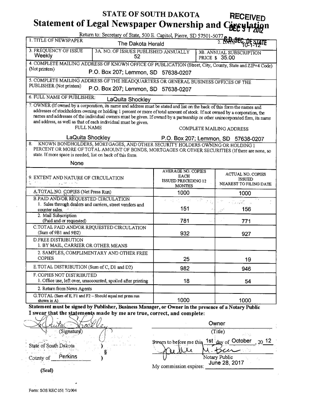 STATE OF SOUTH DAKOTA
RECEIVED
Statement of Legal Newspaper Ownership and Circulation
DEC 31 2012
Return to: Secretary of State, 500 E. Capitol, Pierre, SD 57501-5077
1. TITLE OF NEWSPAPER
The Dakota Herald
2. DATE
10-1-12
3. FREQUENCY OF ISSUE
Weekly
3A. NO. OF ISSUES PUBLISHED ANNUALLY
52
3B. ANNUAL SUBSCRIPTION
PRICE $ 35.00
4. COMPLETE MAILING ADDRESS OF KNOWN OFFICE OF PUBLICATION (Street, City, County, State and ZIP+4 Code)
(Not printers)
P.O. Box 207; Lemmon, SD 57638-0207
5. COMPLETE MAILING ADDRESS OF THE HEADQUARTERS OR GENERAL BUSINESS OFFICES OF THE
PUBLISHER (Not printer)
P.O. Box 207; Lemmon, SD 57638-0207
6. FULL NAME OF PUBLISHER:
LaQuita Shockley
7. OWNER (If owned by a corporation, its name and address must be stated and list on the back of this form the names and
addresses of stockholders owning or holding 1 percent or more of total amount of stock. If not owned by a corporation, the
names and addresses of the individual owners must be given. If owned by a partnership or other unincorporated firm, its name
and address, as well as that of each individual must be given.
FULL NAME
COMPLETE MAILING ADDRESS
LaQuita Shockley
P.O. Box 207; Lemmon, SD 57638-0207
8. KNOWN BONDHOLDERS, MORTGAGES, AND OTHER SECURITY HOLDERS OWNING OR HOLDING 1
PERCENT OR MORE OF TOTAL AMOUNT OF BONDS, MORTGAGES OR OTHER SECURITIES (If there are none, so
state. If more space is needed, list on back of this form.
None
9. EXTENT AND NATURE OF CIRCULATION
AVERAGE NO. COPIES
EACH
ISSUED PRECEDING 12
MONTHS
ACTUAL NO. COPIES
ISSUED
NEAREST TO FILING DATE
A. TOTAL NO. COPIES (Net Press Run)
1000
1000
B. PAID AND/OR REQUESTED CIRCULATION
1. Sales through dealers and carriers, street vendors and
counter sales.
151
156
2. Mail Subscription
(Paid and or requested)
781
771
C. TOTAL PAID AND/OR REQUESTED CIRCULATION
(Sum of 9B1 and 9B2)
932
927
D. FREE DISTRIBUTION
1. BY MAIL, CARRIER OR OTHER MEANS
2. SAMPLES, COMPLIMENTARY AND OTHER FREE
COPIES
25
19
E. TOTAL DISTRIBUTION (Sum of C, D1 and D2)
982
946
F. COPIES NOT DISTRIBUTED
1. Office use, left over, unaccounted, spoiled after printing
18
54
2. Return from News Agents
G. TOTAL (Sum of E, F1 and F2 – Should equal net press run
shown in A)
1000
1000
Statement must be signed by Publisher, Business Manager, or Owner in the presence of a Notary Public
I swear that the statements made by me are true, correct, and complete:
LaQuita Shockley
(Signature)
Owner
(Title)
State of South Dakota )
§
County of Perkins )
Sworn to before me this 1st day of October , 20 12
Notary Public
My commission expires: June 28, 2017
(Seal)
Form: SOS REC 051 7/2004